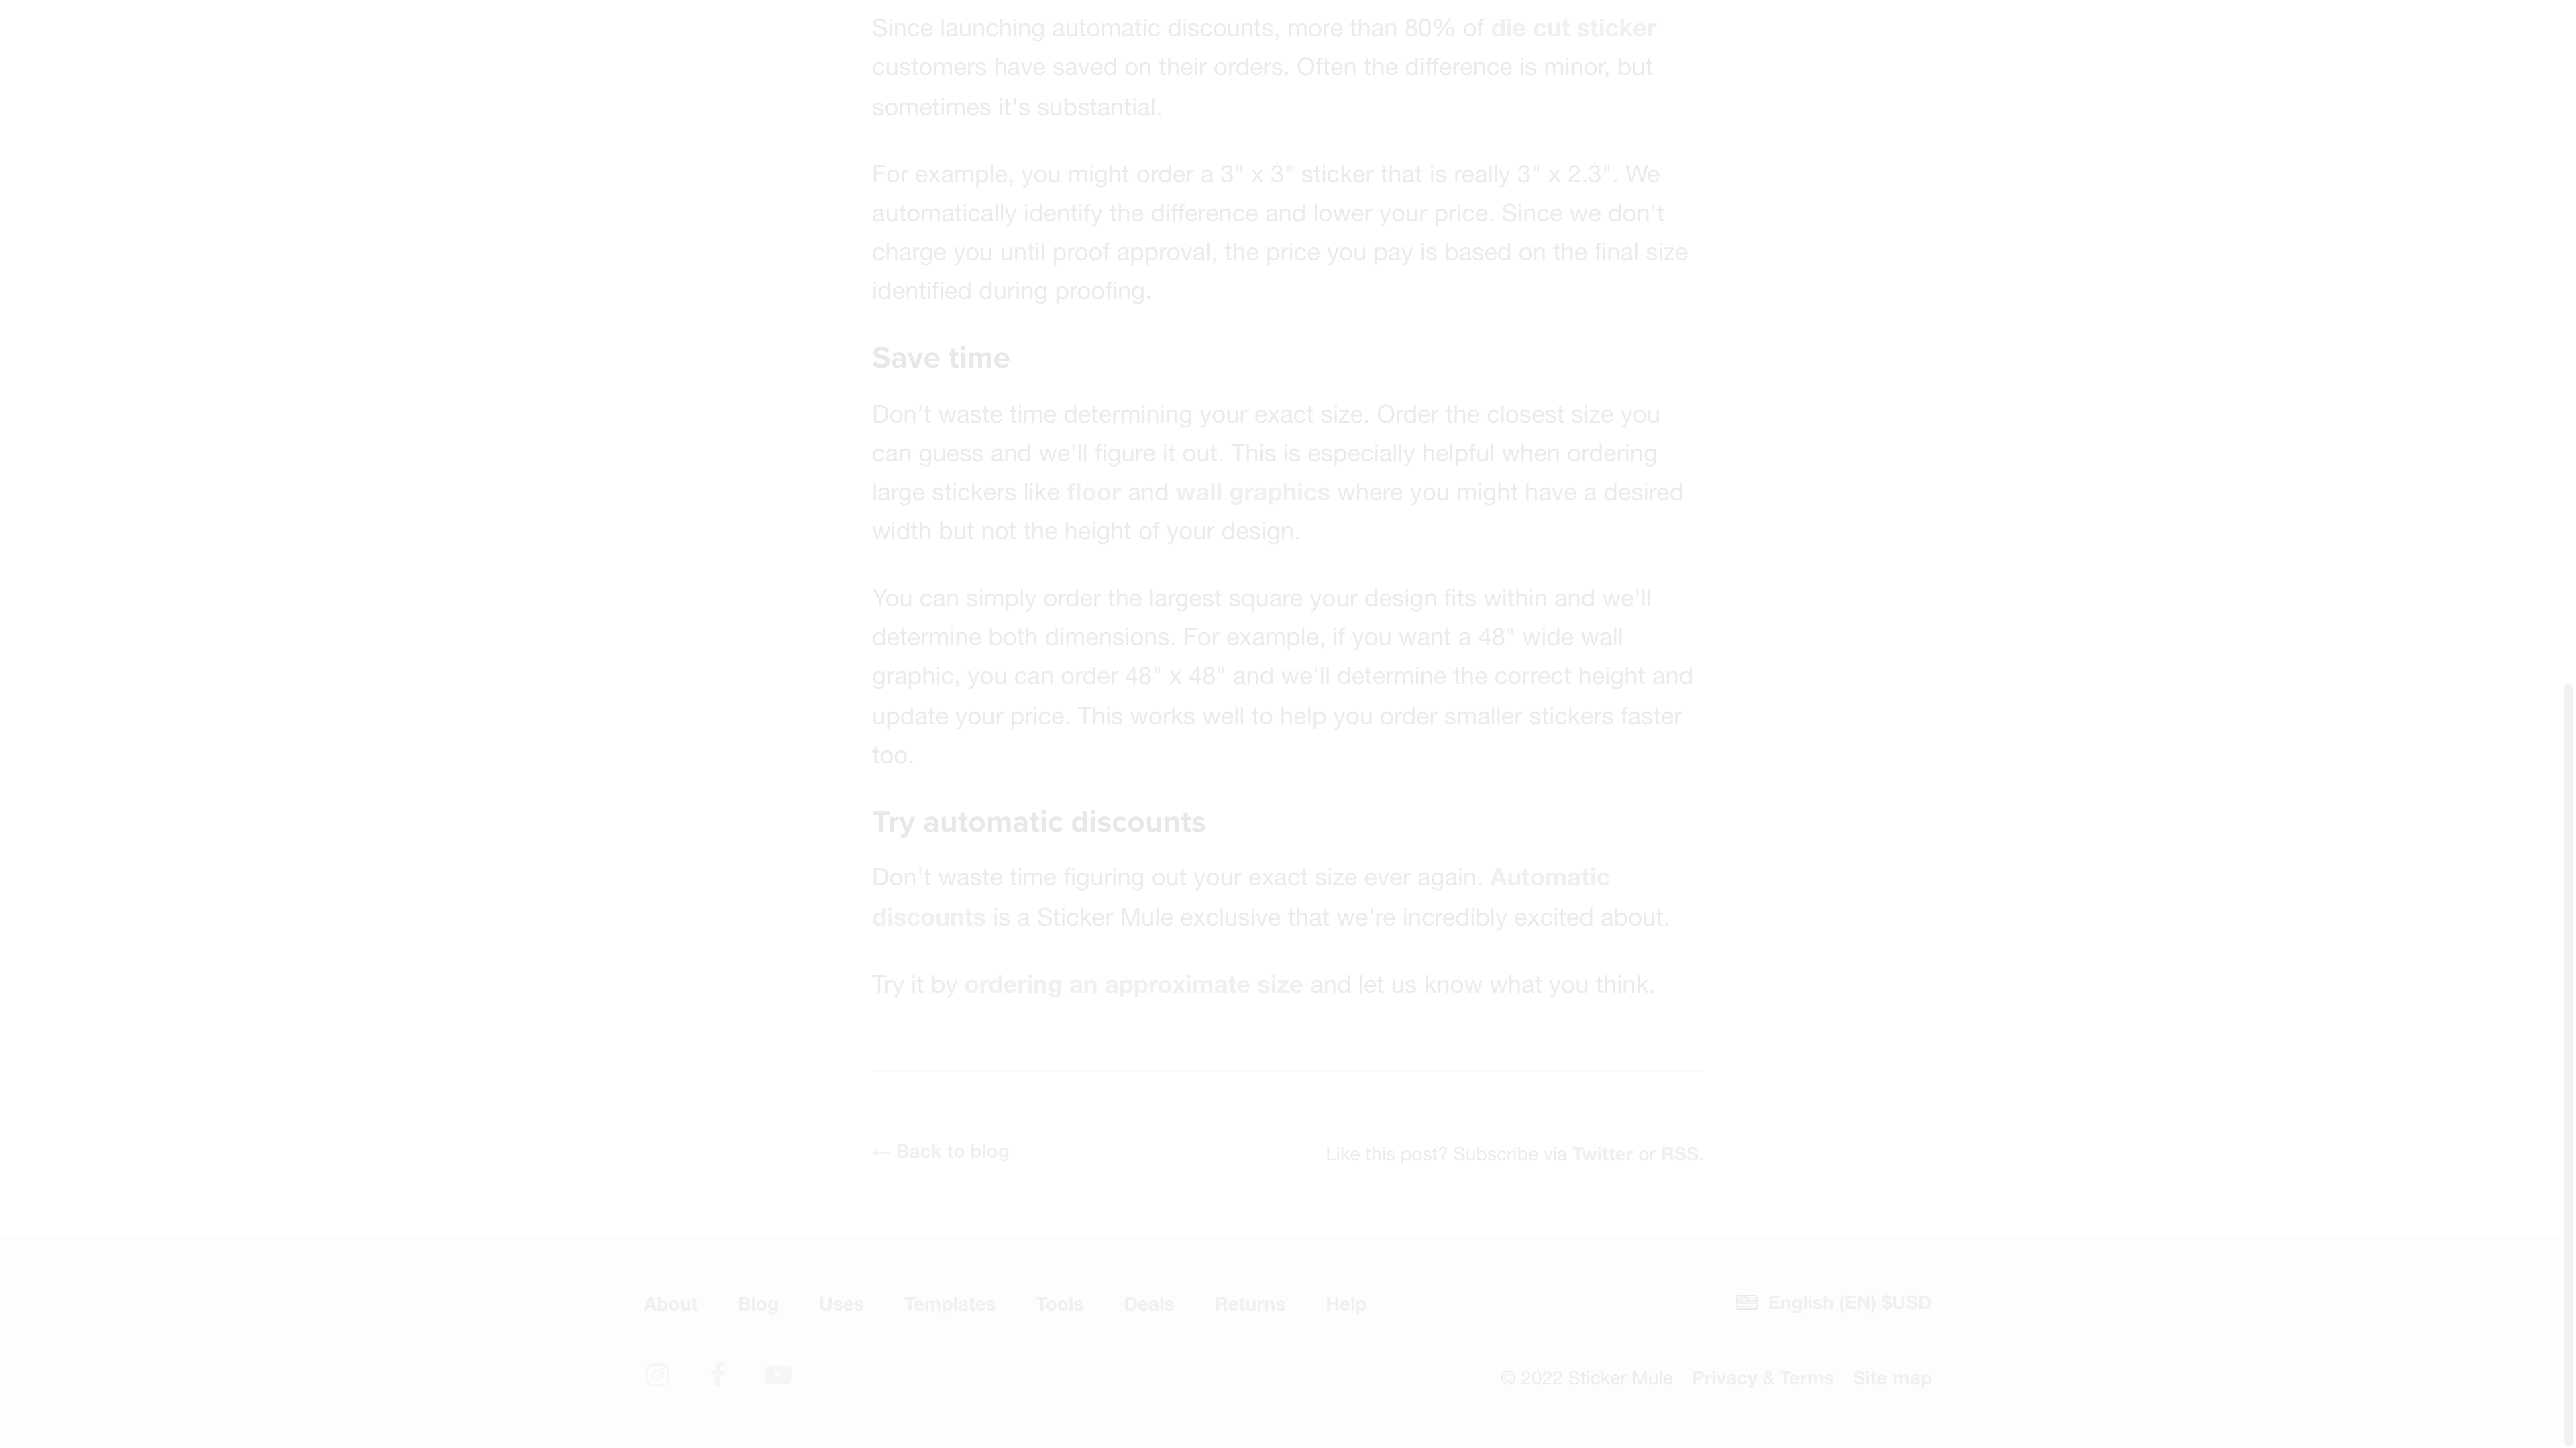 Since launching automatic discounts, more than 80% of die cut sticker
customers have saved on their orders. Often the difference is minor, but
sometimes it's substantial.
For example, you might order a 3" x 3" sticker that is really 3" x 2.3". We
automatically identify the difference and lower your price. Since we don't
charge you until proof approval, the price you pay is based on the final size
identified during proofing.
Save time
Don't waste time determining your exact size. Order the closest size you
can guess and we'll figure it out. This is especially helpful when ordering
large stickers like floor and wall graphics where you might have a desired
width but not the height of your design.
You can simply order the largest square your design fits within and we'll
determine both dimensions. For example, if you want a 48" wide wall
graphic, you can order 48" x 48" and we'll determine the correct height and
update your price. This works well to help you order smaller stickers faster
too.
Try automatic discounts
Don't waste time figuring out your exact size ever again. Automatic
discounts is a Sticker Mule exclusive that we're incredibly excited about.
Try it by ordering an approximate size and let us know what you think.
← Back to blog
Like this post? Subscribe via Twitter or RSS.
About Blog Uses Templates Tools Deals Returns Help
English (EN) $USD
© 2022 Sticker Mule Privacy & Terms Site map